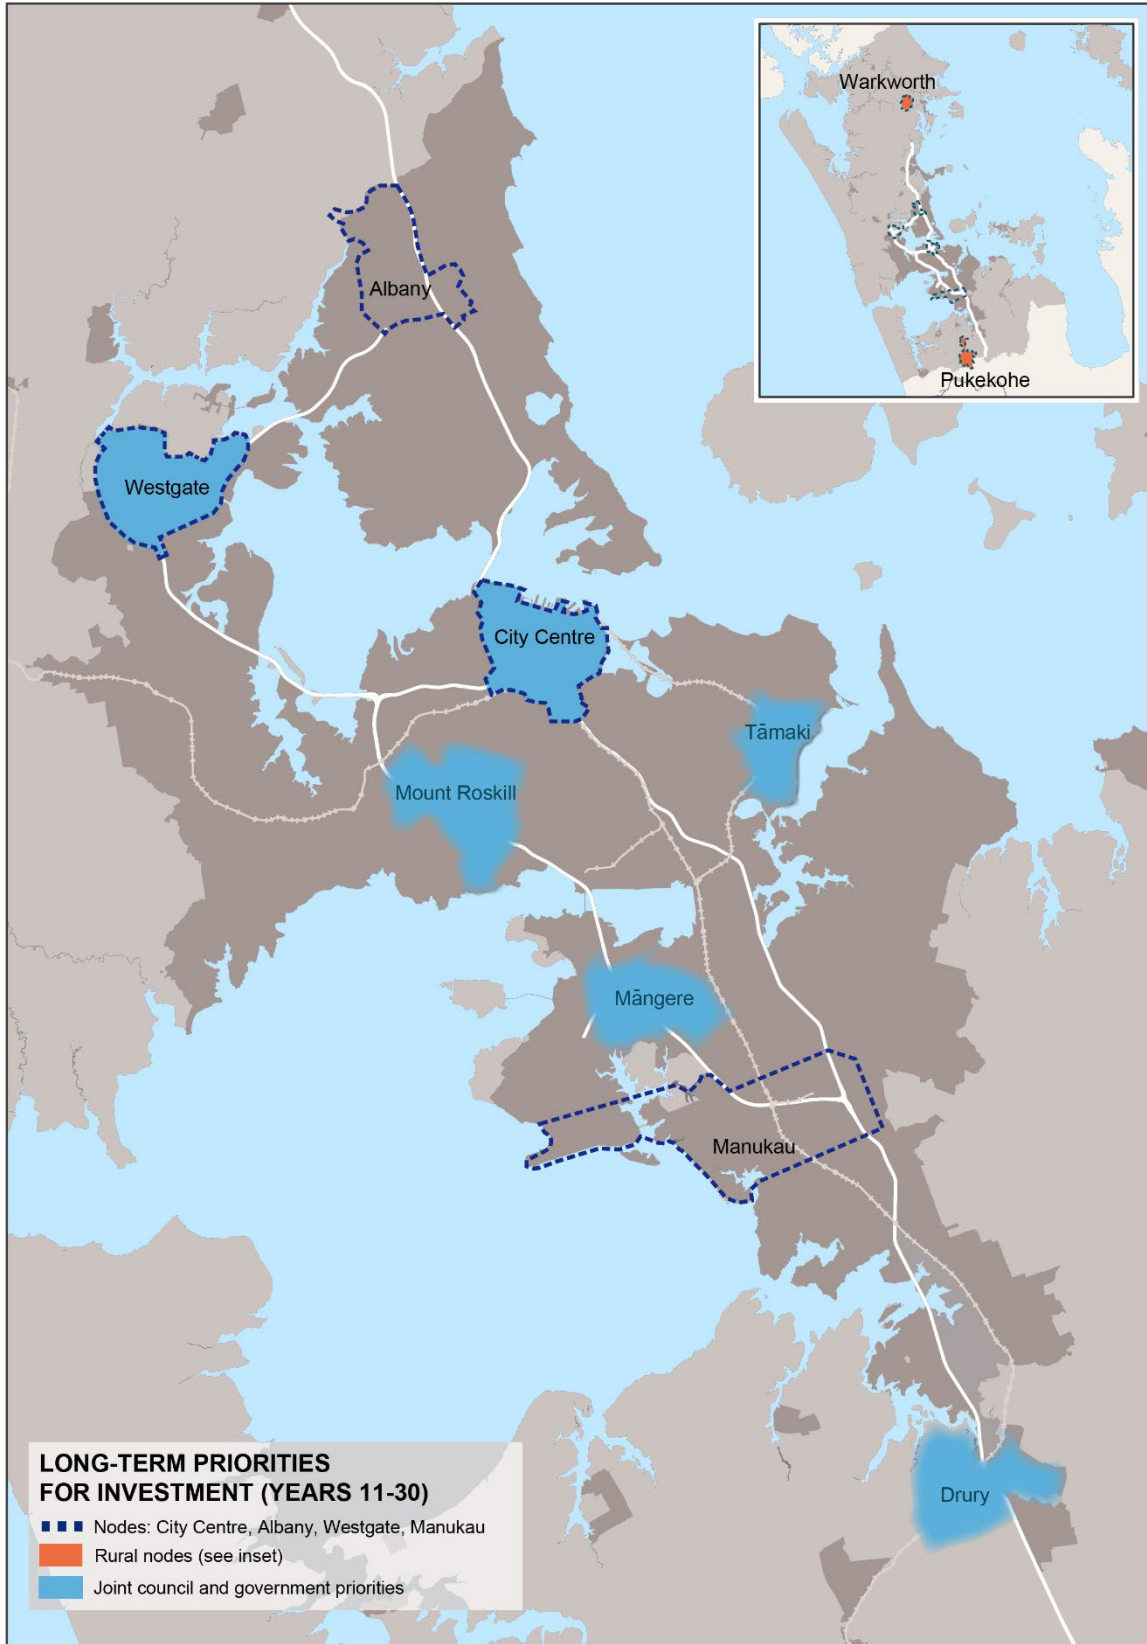 Warkworth
Pukekohe
Albany
Westgate
City Centre
Tāmaki
Mount Roskill
Māngere
Manukau
Drury
LONG-TERM PRIORITIES
FOR INVESTMENT (YEARS 11-30)
Nodes: City Centre, Albany, Westgate, Manukau
Rural nodes (see inset)
Joint council and government priorities